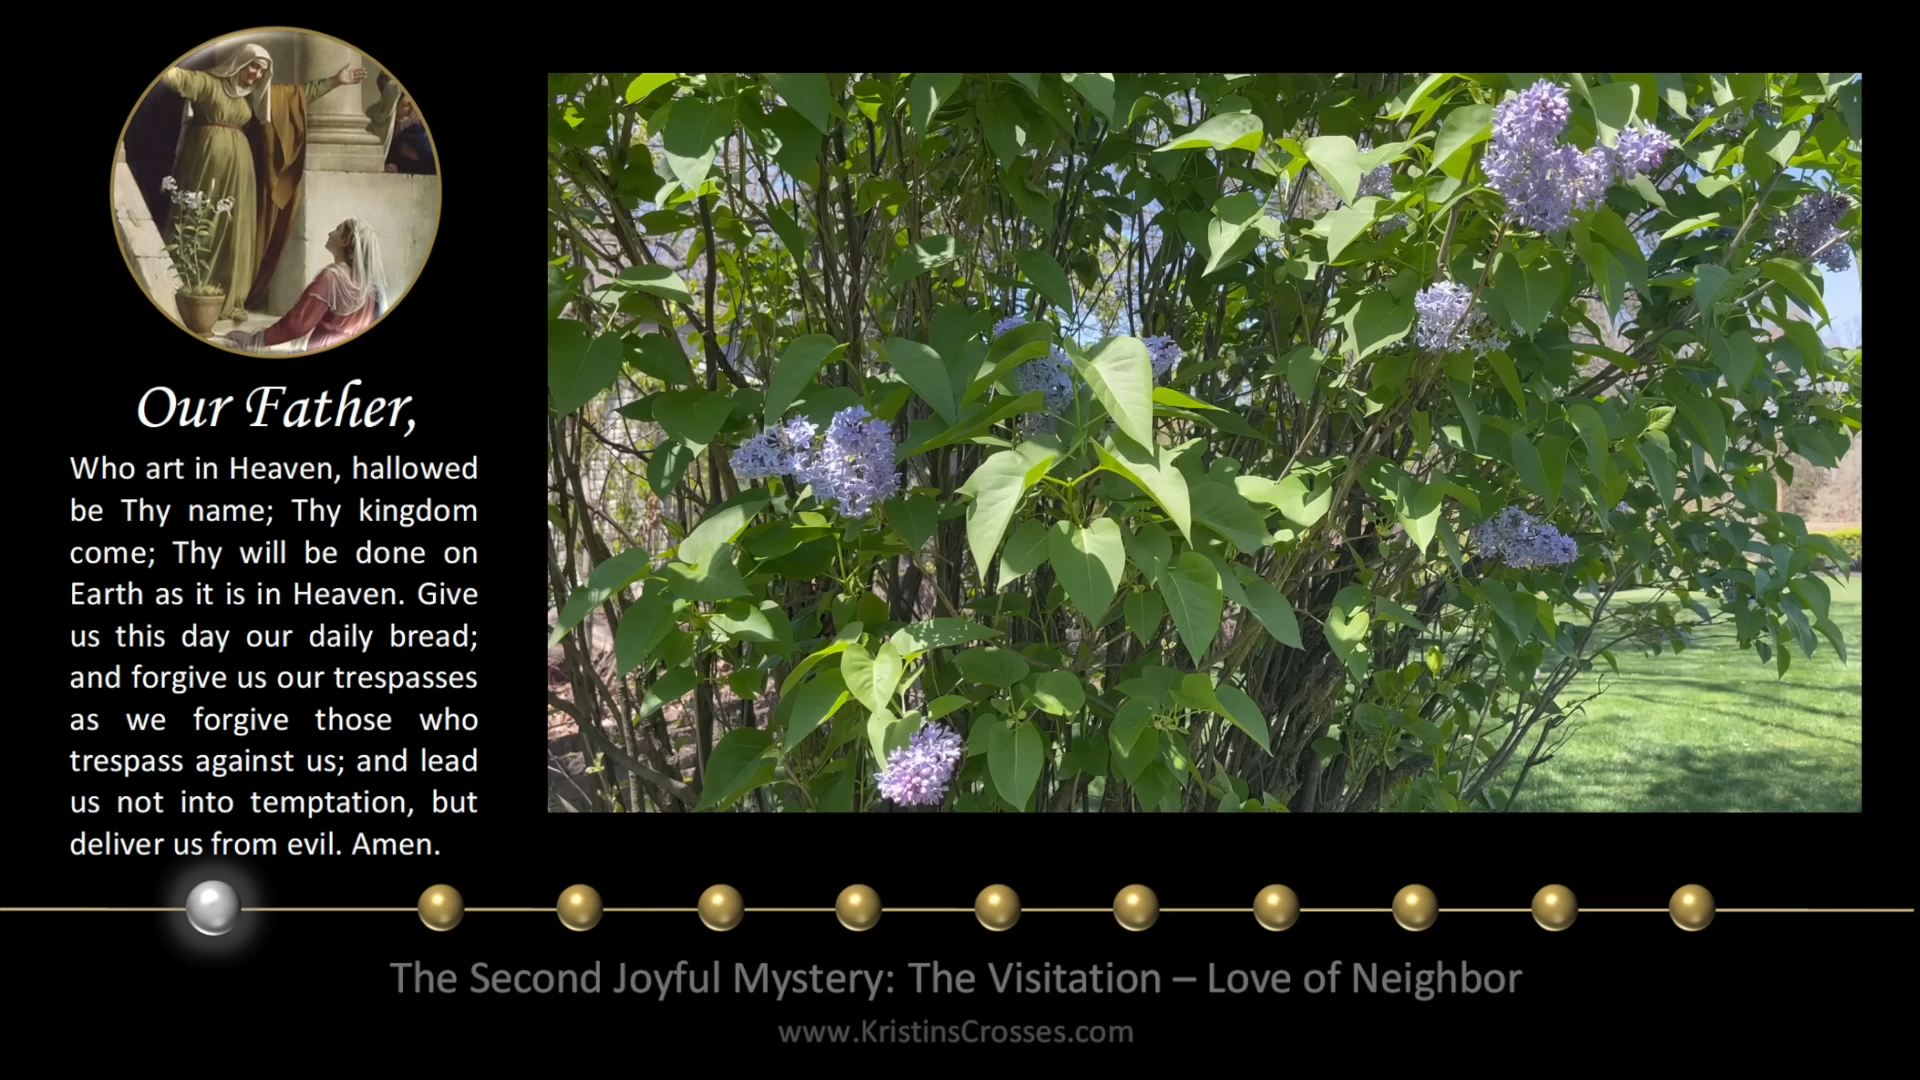 Our Father,
Who art in Heaven, hallowed
be Thy name; Thy kingdom
come; Thy will be done on
Earth as it is in Heaven. Give
us this day our daily bread;
and forgive us our trespasses
as we forgive those who
trespass against us; and lead
us not into temptation, but
deliver us from evil. Amen.
The Second Joyful Mystery: The Visitation – Love of Neighbor
www.KristinsCrosses.com